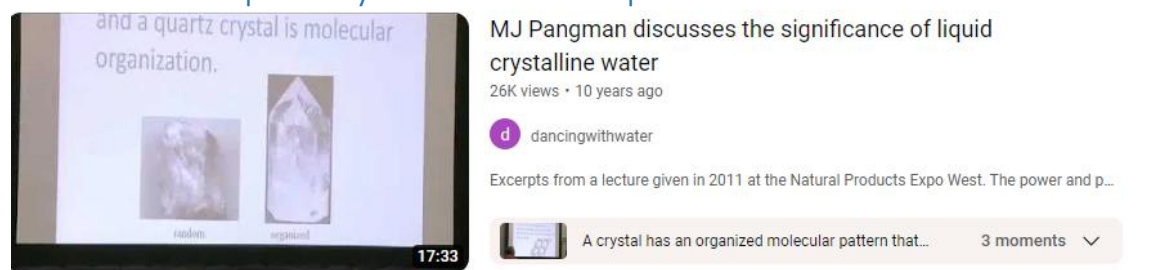 and a quartz crystal is molecular
organization.
random
organized
17:33
MJ Pangman discusses the significance of liquid
crystalline water
26K views • 10 years ago
d
dancingwithwater
Excerpts from a lecture given in 2011 at the Natural Products Expo West. The power and p...
A crystal has an organized molecular pattern that...
3 moments